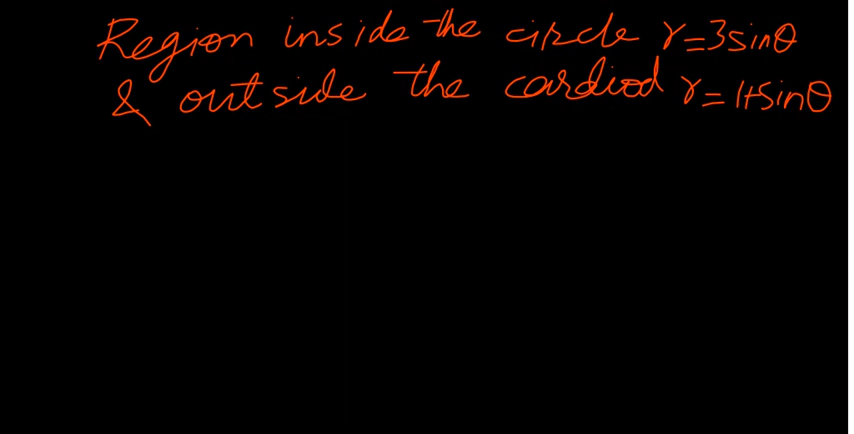 Region inside the circle r=3sinθ
& outside the cardiod r=1+sinθ